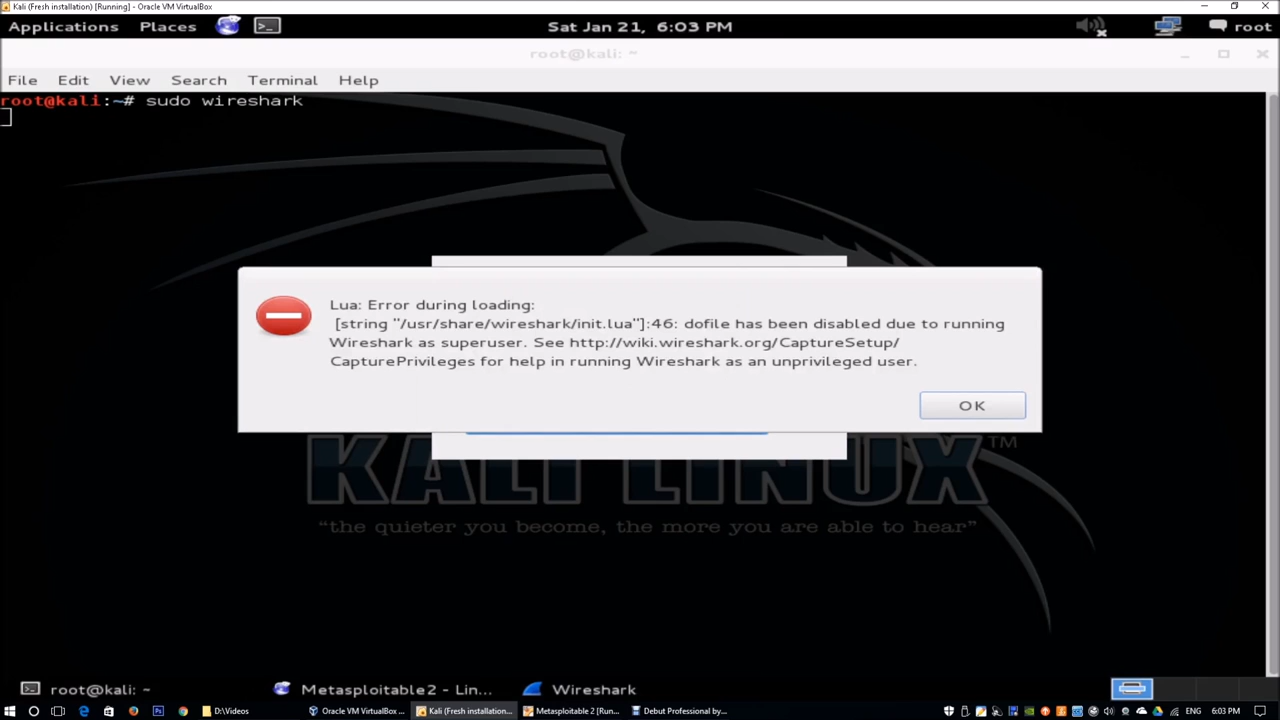 Kali (Fresh installation) [Running] - Oracle VM VirtualBox
Applications Places Sat Jan 21, 6:03 PM root
root@kali: ~
File Edit View Search Terminal Help
root@kali:~# sudo wireshark
Lua: Error during loading:
[string "/usr/share/wireshark/init.lua"]:46: dofile has been disabled due to running
Wireshark as superuser. See http://wiki.wireshark.org/CaptureSetup/
CapturePrivileges for help in running Wireshark as an unprivileged user.
OK
KALI LINUX™
“the quieter you become, the more you are able to hear”
root@kali: ~ Metasploitable2 - Lin... Wireshark
D:\Videos Oracle VM VirtualBox ... Kali (Fresh installation... Metasploitable 2 [Run... Debut Professional by... ENG 6:03 PM